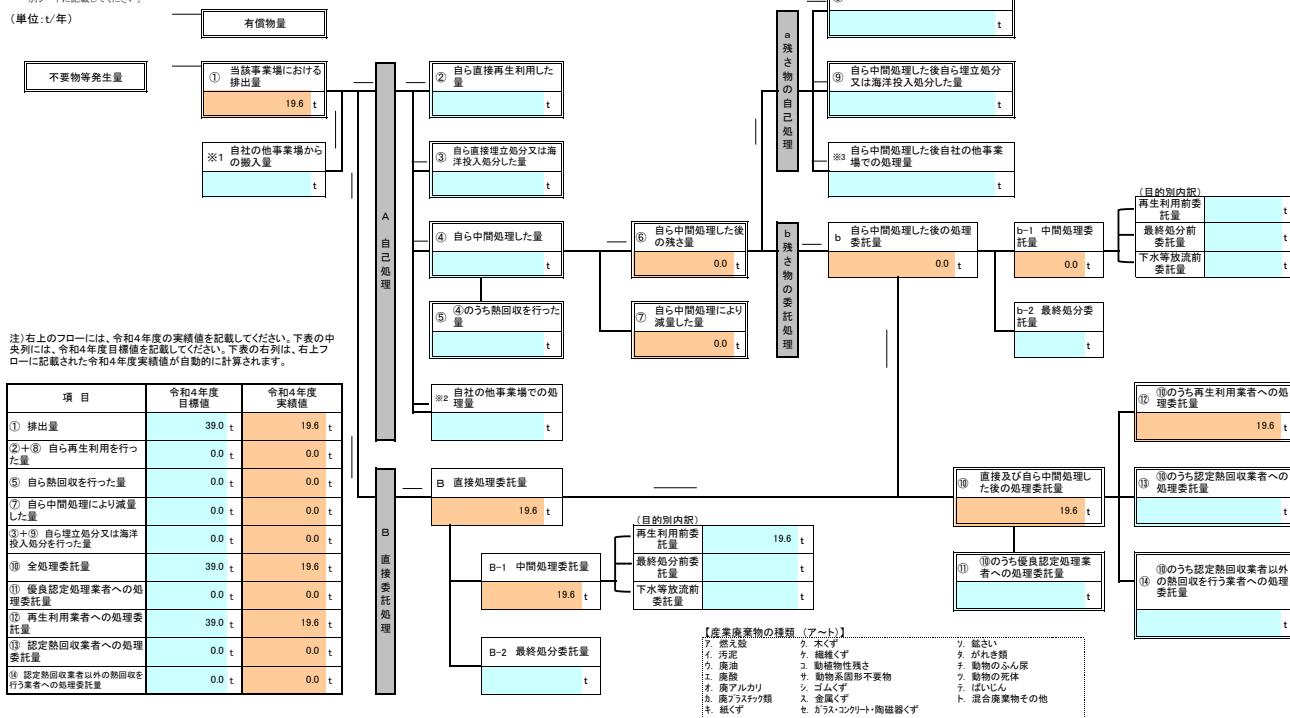 (単位:t/年)
有償物量
不要物等発生量
① 当該事業場における
排出量
19.6 t
※1 自社の他事業場から
の搬入量
t
A 自己処理
② 自ら直接再生利用した
量
t
③ 自ら直接埋立処分又は海
洋投入処分した量
t
④ 自ら中間処理した量
t
⑤ ④のうち熱回収を行った
量
t
※2 自社の他事業場での処
理量
t
⑥ 自ら中間処理した後
の残さ量
0.0 t
⑦ 自ら中間処理により
減量した量
0.0 t
a 残さ物の自己処理
t
⑨ 自ら中間処理した後自ら埋立処分
又は海洋投入処分した量
t
※3 自ら中間処理した後自社の他事業
場での処理量
t
b 残さ物の委託処理
b 自ら中間処理した後の処理
委託量
0.0 t
b-1 中間処理委
託量
0.0 t
b-2 最終処分委
託量
t
(目的別内訳)
再生利用前委
託量 t
最終処分前
委託量 t
下水等放流前
委託量 t
注)右上のフローには、令和4年度の実績値を記載してください。下表の中
央列には、令和4年度目標値を記載してください。下表の右列は、右上フ
ローに記載された令和4年度実績値が自動的に計算されます。
項 目 令和4年度
目標値 令和4年度
実績値
① 排出量 39.0 t 19.6 t
②+⑧ 自ら再生利用を行っ
た量 0.0 t 0.0 t
⑤ 自ら熱回収を行った量 0.0 t 0.0 t
⑦ 自ら中間処理により減量
した量 0.0 t 0.0 t
③+⑨ 自ら埋立処分又は海洋
投入処分を行った量 0.0 t 0.0 t
⑩ 全処理委託量 39.0 t 19.6 t
⑪ 優良認定処理業者への処
理委託量 0.0 t 0.0 t
⑫ 再生利用業者への処理委
託量 39.0 t 19.6 t
⑬ 認定熱回収業者への処理
委託量 0.0 t 0.0 t
⑭ 認定熱回収業者以外の熱回収を
行う業者への処理委託量 0.0 t 0.0 t
B 直接委託処理
B 直接処理委託量
19.6 t
B-1 中間処理委託量
19.6 t
B-2 最終処分委託量
t
(目的別内訳)
再生利用前委
託量 19.6 t
最終処分前委
託量 t
下水等放流前
委託量 t
⑩ 直接及び自ら中間処理し
た後の処理委託量
19.6 t
⑪ ⑩のうち優良認定処理業
者への処理委託量
t
⑫ ⑩のうち再生利用業者への処
理委託量
19.6 t
⑬ ⑩のうち認定熱回収業者への
処理委託量
t
⑭ ⑩のうち認定熱回収業者以外
の熱回収を行う業者への処理
委託量
t
【産業廃棄物の種類 (ア~ト)】
ア. 燃え殻 ク. 木くず ソ. 鉱さい
イ. 汚泥 ケ. 繊維くず タ. がれき類
ウ. 廃油 コ. 動植物性残さ チ. 動物のふん尿
エ. 廃酸 サ. 動物系固形不要物 ツ. 動物の死体
オ. 廃アルカリ シ. ゴムくず テ. ばいじん
カ. 廃プラスチック類 ス. 金属くず ト. 混合廃棄物その他
キ. 紙くず セ. ガラス・コンクリート・陶磁器くず